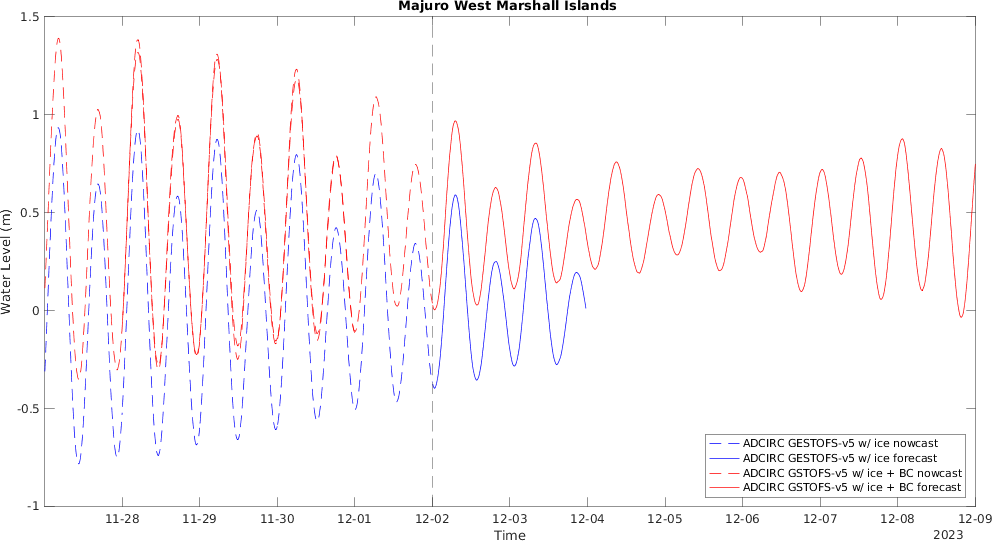 Majuro West Marshall Islands
1.5
1
0.5
0
-0.5
-1
Water Level (m)
11-28 11-29 11-30 12-01 12-02 12-03 12-04 12-05 12-06 12-07 12-08 12-09
Time
2023
ADCIRC GESTOFS-v5 w/ ice nowcast
ADCIRC GESTOFS-v5 w/ ice forecast
ADCIRC GSTOFS-v5 w/ ice + BC nowcast
ADCIRC GSTOFS-v5 w/ ice + BC forecast